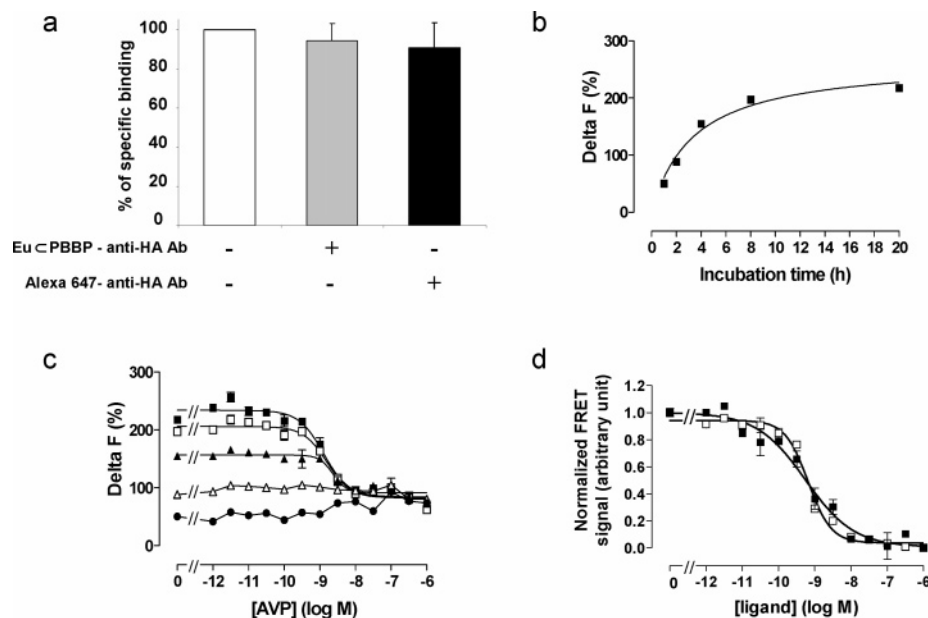 a
% of specific binding
100
80
60
40
20
0
Eu⊂PBBP - anti-HA Ab - + -
Alexa 647- anti-HA Ab - - +
b
Delta F (%)
300
200
100
0
0 2 4 6 8 10 12 14 16 18 20
Incubation time (h)
c
Delta F (%)
300
200
100
0
0 -12 -11 -10 -9 -8 -7 -6
[AVP] (log M)
d
Normalized FRET
signal (arbitrary unit)
1.2
1.0
0.8
0.6
0.4
0.2
0.0
0 -12 -11 -10 -9 -8 -7 -6
[ligand] (log M)